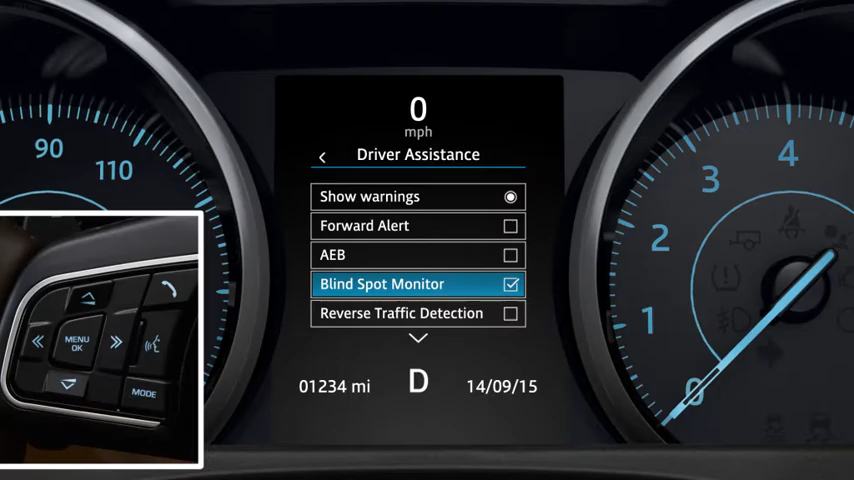 90
110
0
mph
Driver Assistance
Show warnings
Forward Alert
AEB
Blind Spot Monitor
Reverse Traffic Detection
01234 mi
D
14/09/15
4
3
2
1
0
MENU
OK
MODE